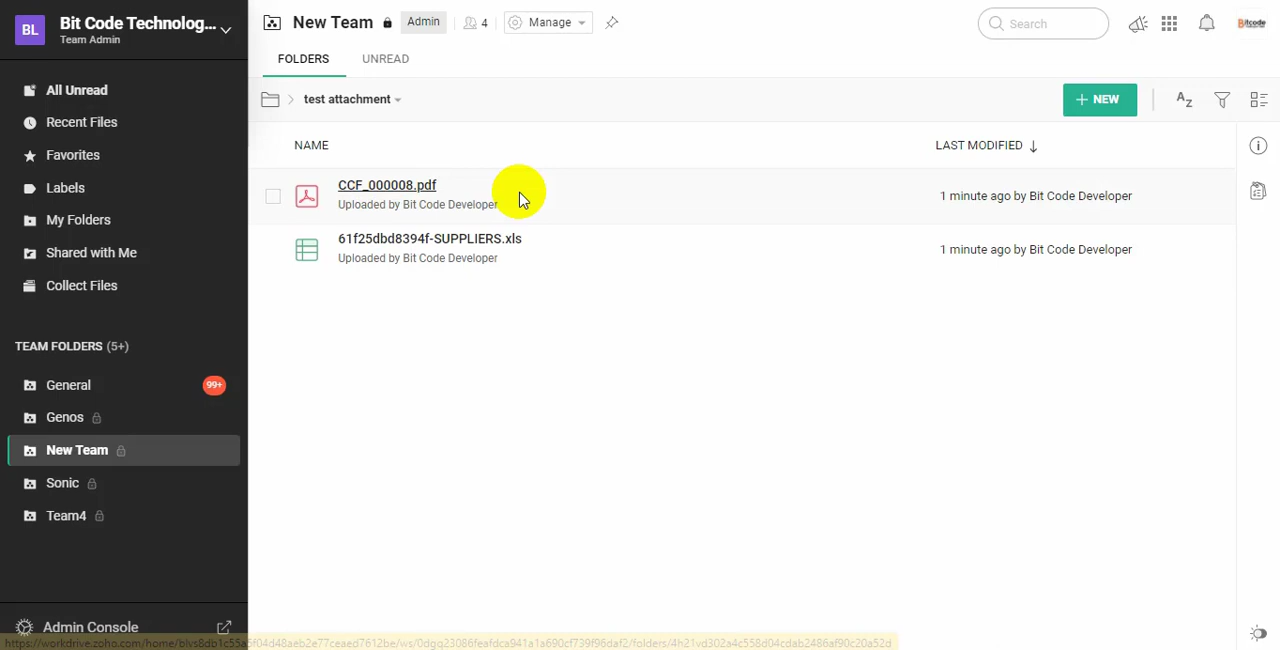 BL
Bit Code Technolog...
Team Admin
All Unread
Recent Files
Favorites
Labels
My Folders
Shared with Me
Collect Files
TEAM FOLDERS (5+)
General
99+
Genos
New Team
Sonic
Team4
Admin Console
New Team
Admin
4
Manage
Search
Bitcode
FOLDERS
UNREAD
test attachment
+ NEW
AZ
NAME
LAST MODIFIED ↓
CCF_000008.pdf
Uploaded by Bit Code Developer
1 minute ago by Bit Code Developer
61f25dbd8394f-SUPPLIERS.xls
Uploaded by Bit Code Developer
1 minute ago by Bit Code Developer